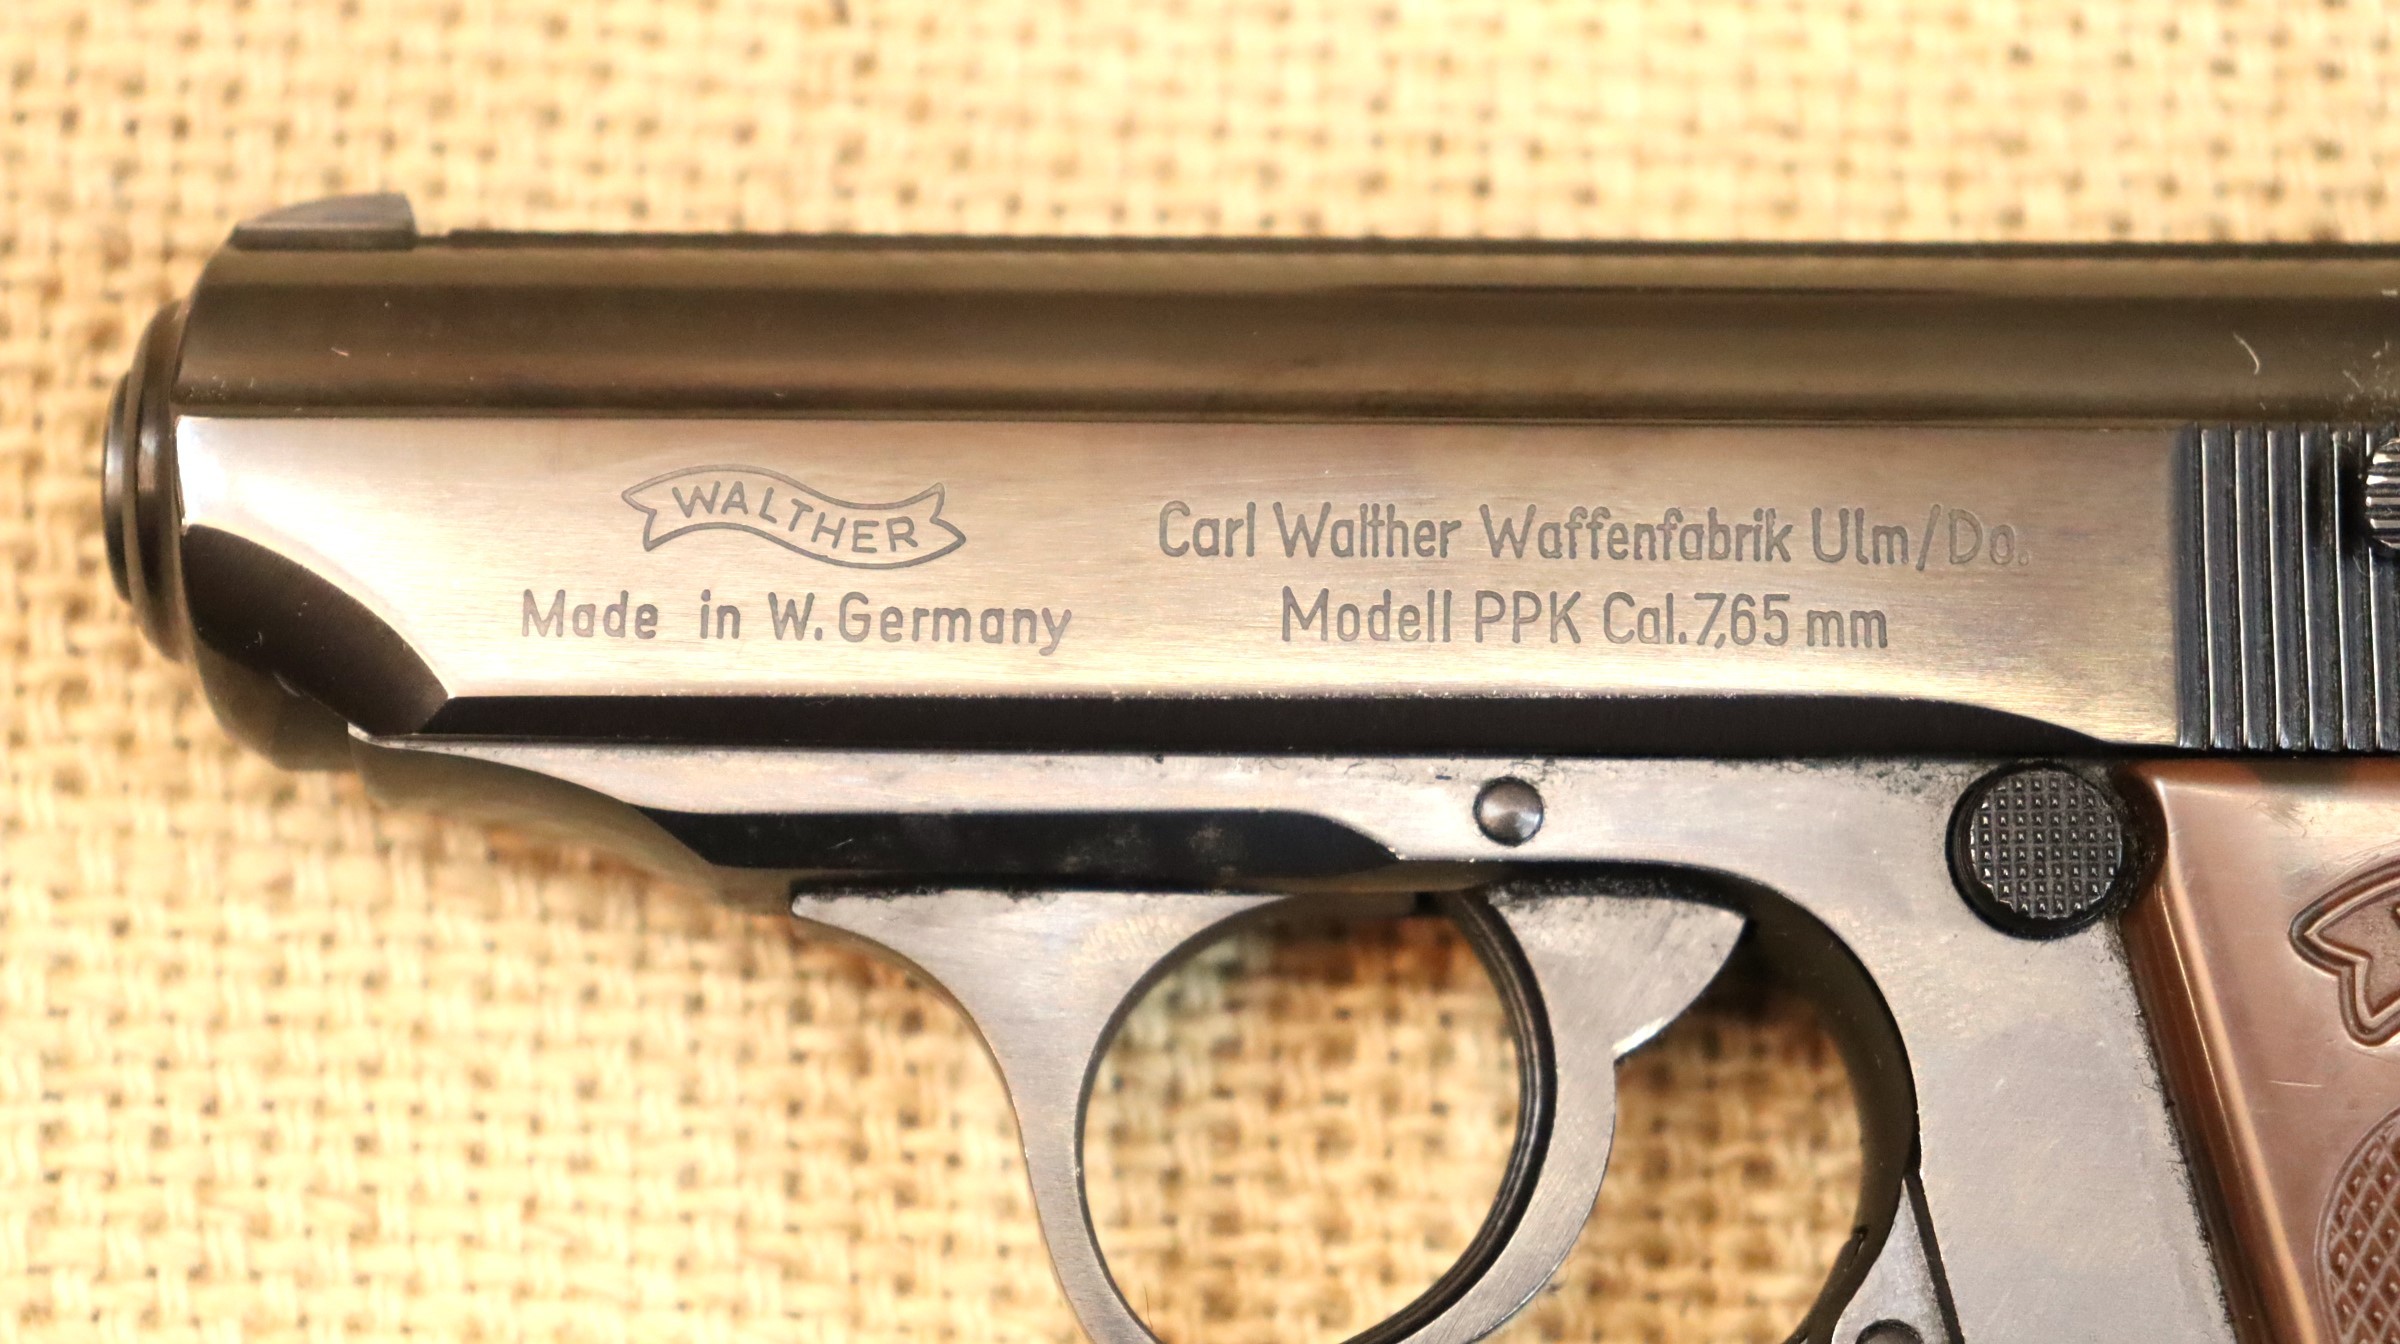 WALTHER
Made in W. Germany
Carl Walther Waffenfabrik Ulm/Do.
Modell PPK Cal. 7,65 mm